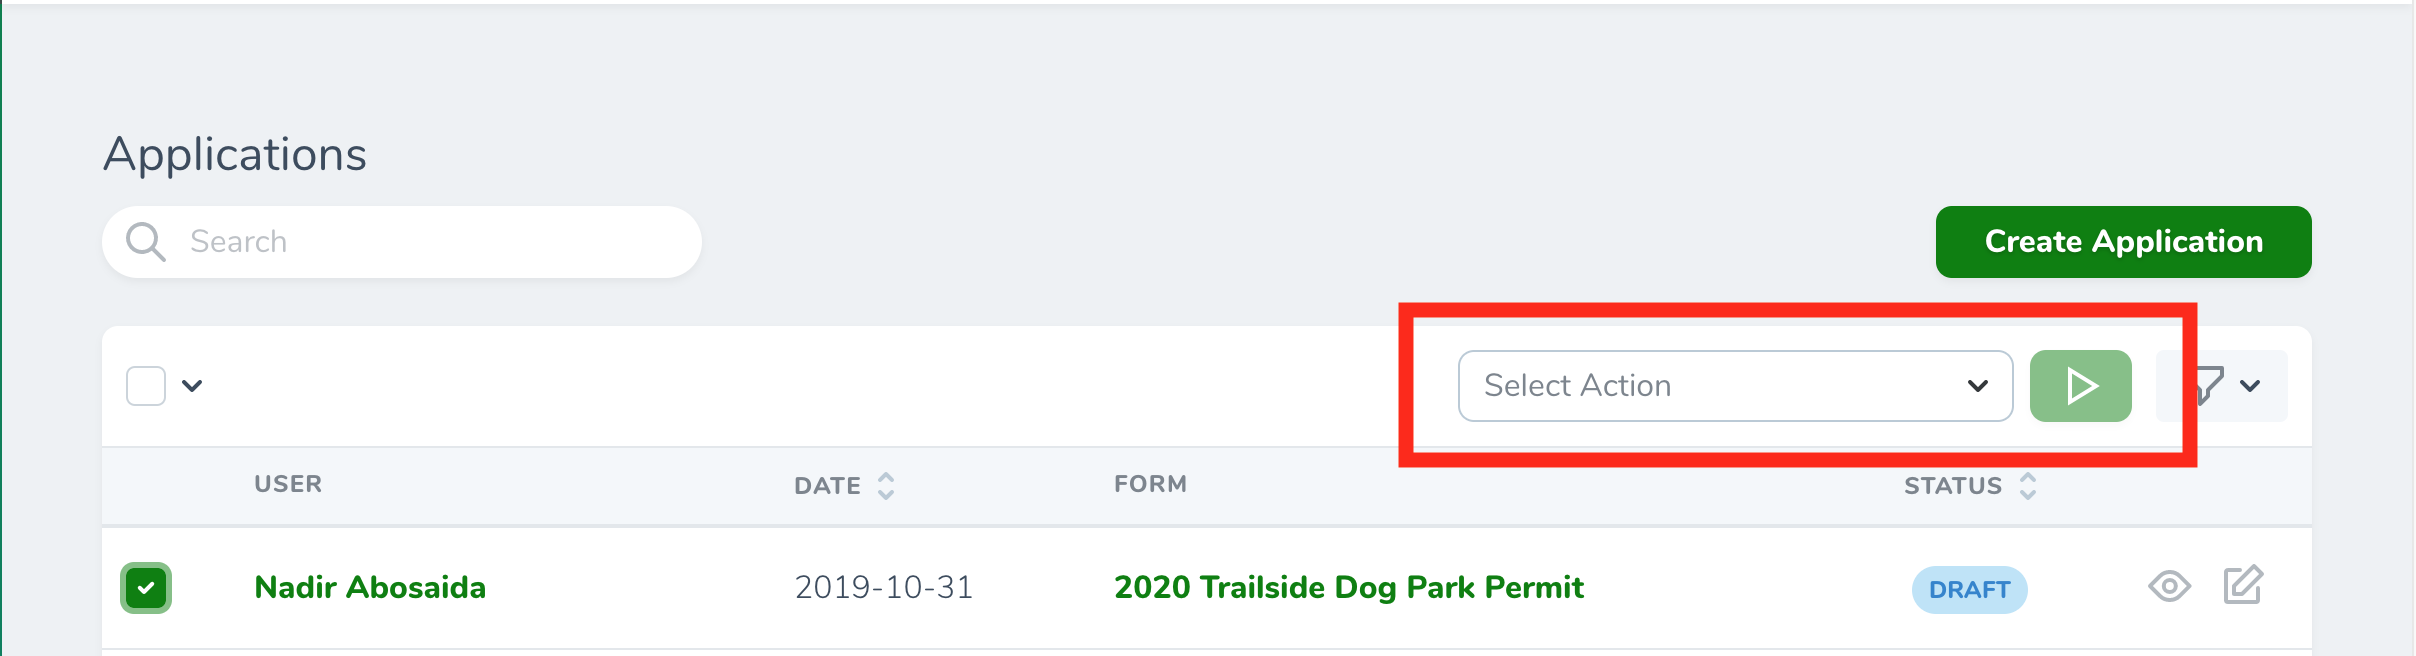 Applications
Search
Create Application
Select Action
USER DATE FORM STATUS
Nadir Abosaida 2019-10-31 2020 Trailside Dog Park Permit DRAFT